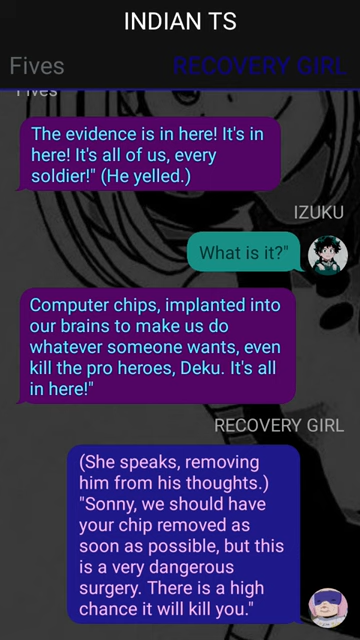 INDIAN TS
Fives
RECOVERY GIRL
Fives
The evidence is in here! It's in
here! It's all of us, every
soldier!" (He yelled.)
IZUKU
What is it?"
Computer chips, implanted into
our brains to make us do
whatever someone wants, even
kill the pro heroes, Deku. It's all
in here!"
RECOVERY GIRL
(She speaks, removing
him from his thoughts.)
"Sonny, we should have
your chip removed as
soon as possible, but this
is a very dangerous
surgery. There is a high
chance it will kill you."